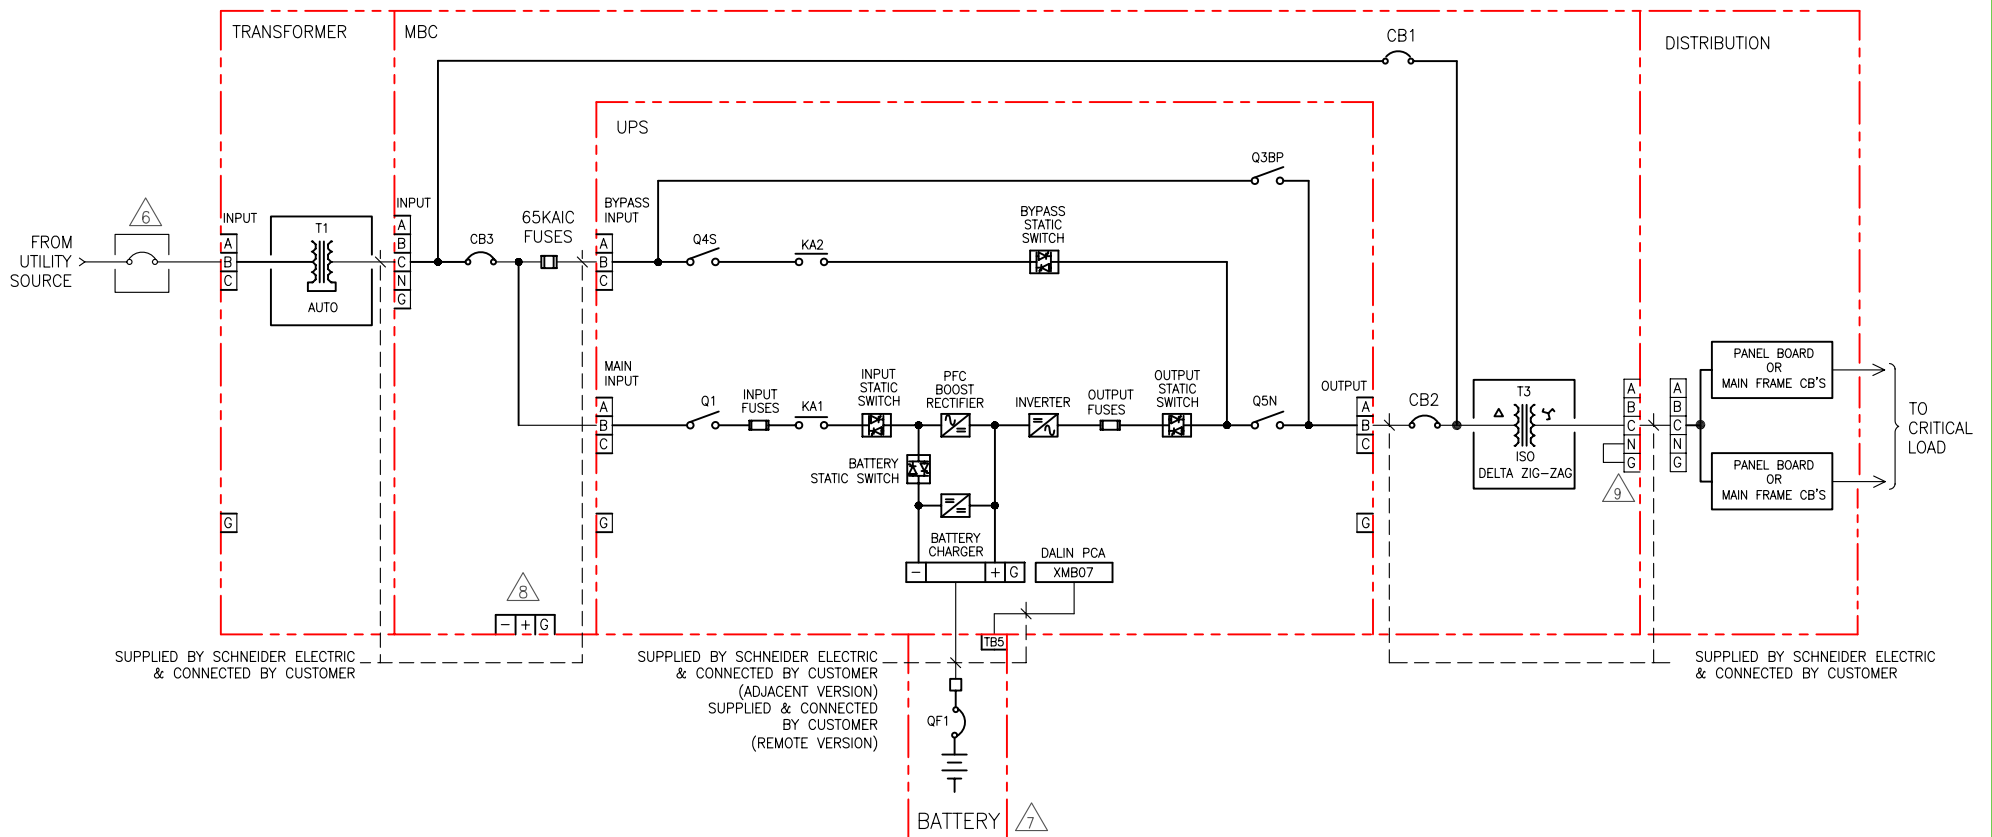 TRANSFORMER
MBC
DISTRIBUTION
CB1
UPS
Q3BP
6
FROM
UTILITY
SOURCE
INPUT
A
B
C
T1
AUTO
INPUT
A
B
C
N
G
CB3
65KAIC
FUSES
BYPASS
INPUT
A
B
C
Q4S
KA2
BYPASS
STATIC
SWITCH
MAIN
INPUT
A
B
C
Q1
INPUT
FUSES
KA1
INPUT
STATIC
SWITCH
PFC
BOOST
RECTIFIER
INVERTER
OUTPUT
FUSES
OUTPUT
STATIC
SWITCH
Q5N
OUTPUT
A
B
C
CB2
T3
ISO
DELTA ZIG-ZAG
A
B
C
N
G
9
A
B
C
N
G
PANEL BOARD
OR
MAIN FRAME CB'S
PANEL BOARD
OR
MAIN FRAME CB'S
TO
CRITICAL
LOAD
BATTERY
STATIC SWITCH
G
G
G
BATTERY
CHARGER
- + G
DALIN PCA
XMB07
8
- + G
TB5
SUPPLIED BY SCHNEIDER ELECTRIC
& CONNECTED BY CUSTOMER
SUPPLIED BY SCHNEIDER ELECTRIC
& CONNECTED BY CUSTOMER
(ADJACENT VERSION)
SUPPLIED & CONNECTED
BY CUSTOMER
(REMOTE VERSION)
SUPPLIED BY SCHNEIDER ELECTRIC
& CONNECTED BY CUSTOMER
QF1
BATTERY
7